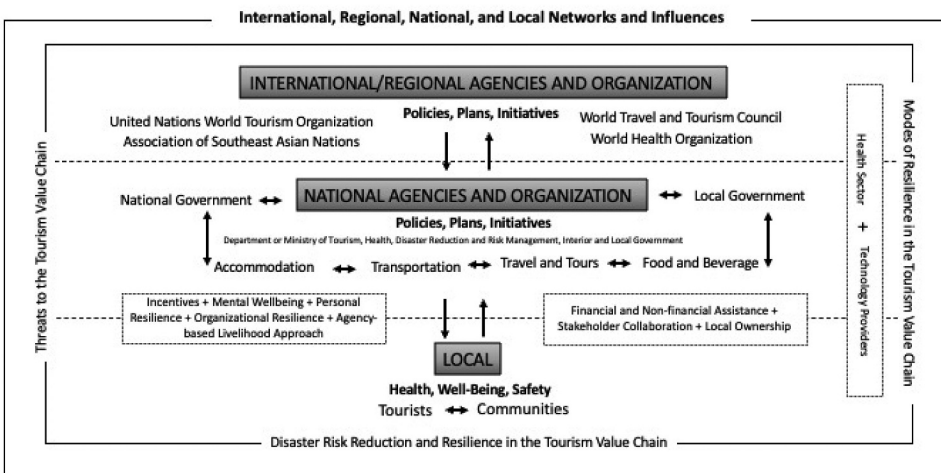 International, Regional, National, and Local Networks and Influences
INTERNATIONAL/REGIONAL AGENCIES AND ORGANIZATION
Policies, Plans, Initiatives
United Nations World Tourism Organization
Association of Southeast Asian Nations
World Travel and Tourism Council
World Health Organization
Threats to the Tourism Value Chain
Health Sector + Technology Providers
Modes of Resilience in the Tourism Value Chain
National Government
NATIONAL AGENCIES AND ORGANIZATION
Local Government
Policies, Plans, Initiatives
Department or Ministry of Tourism, Health, Disaster Reduction and Risk Management, Interior and Local Government
Accommodation
Transportation
Travel and Tours
Food and Beverage
Incentives + Mental Wellbeing + Personal
Resilience + Organizational Resilience + Agency-
based Livelihood Approach
Financial and Non-financial Assistance +
Stakeholder Collaboration + Local Ownership
LOCAL
Health, Well-Being, Safety
Tourists
Communities
Disaster Risk Reduction and Resilience in the Tourism Value Chain